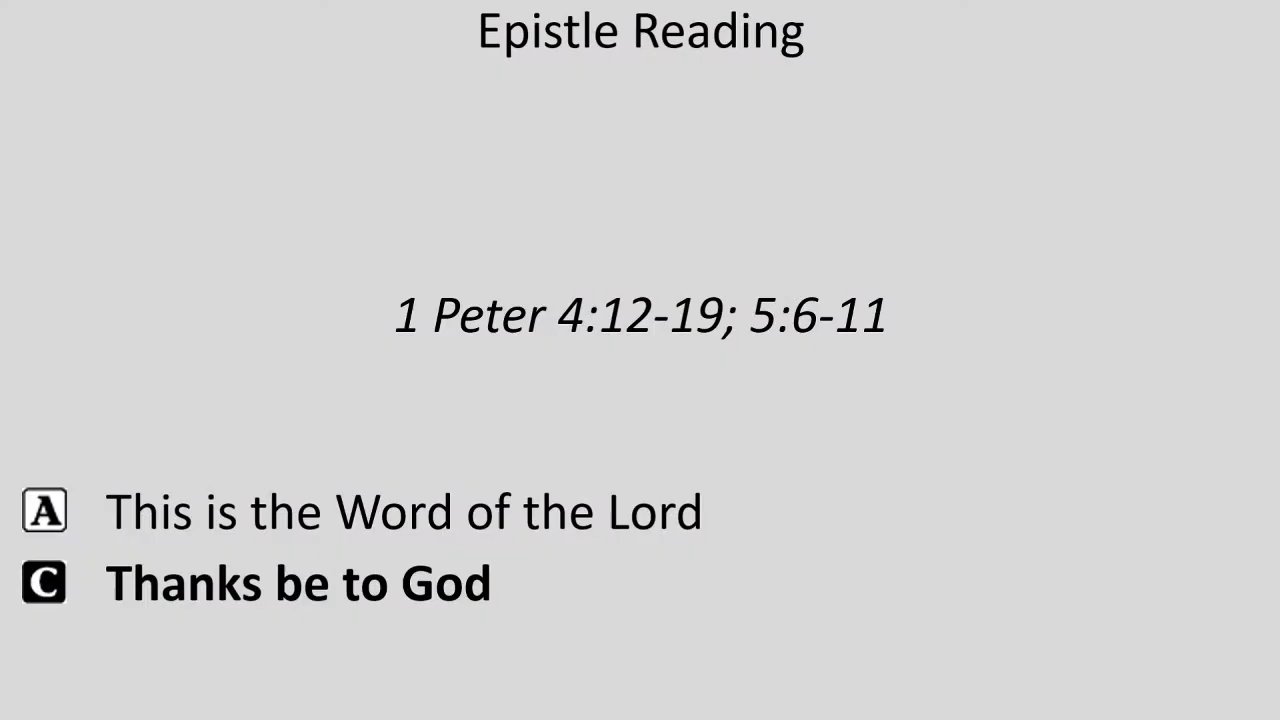 Epistle Reading
1 Peter 4:12-19; 5:6-11
A This is the Word of the Lord
C Thanks be to God